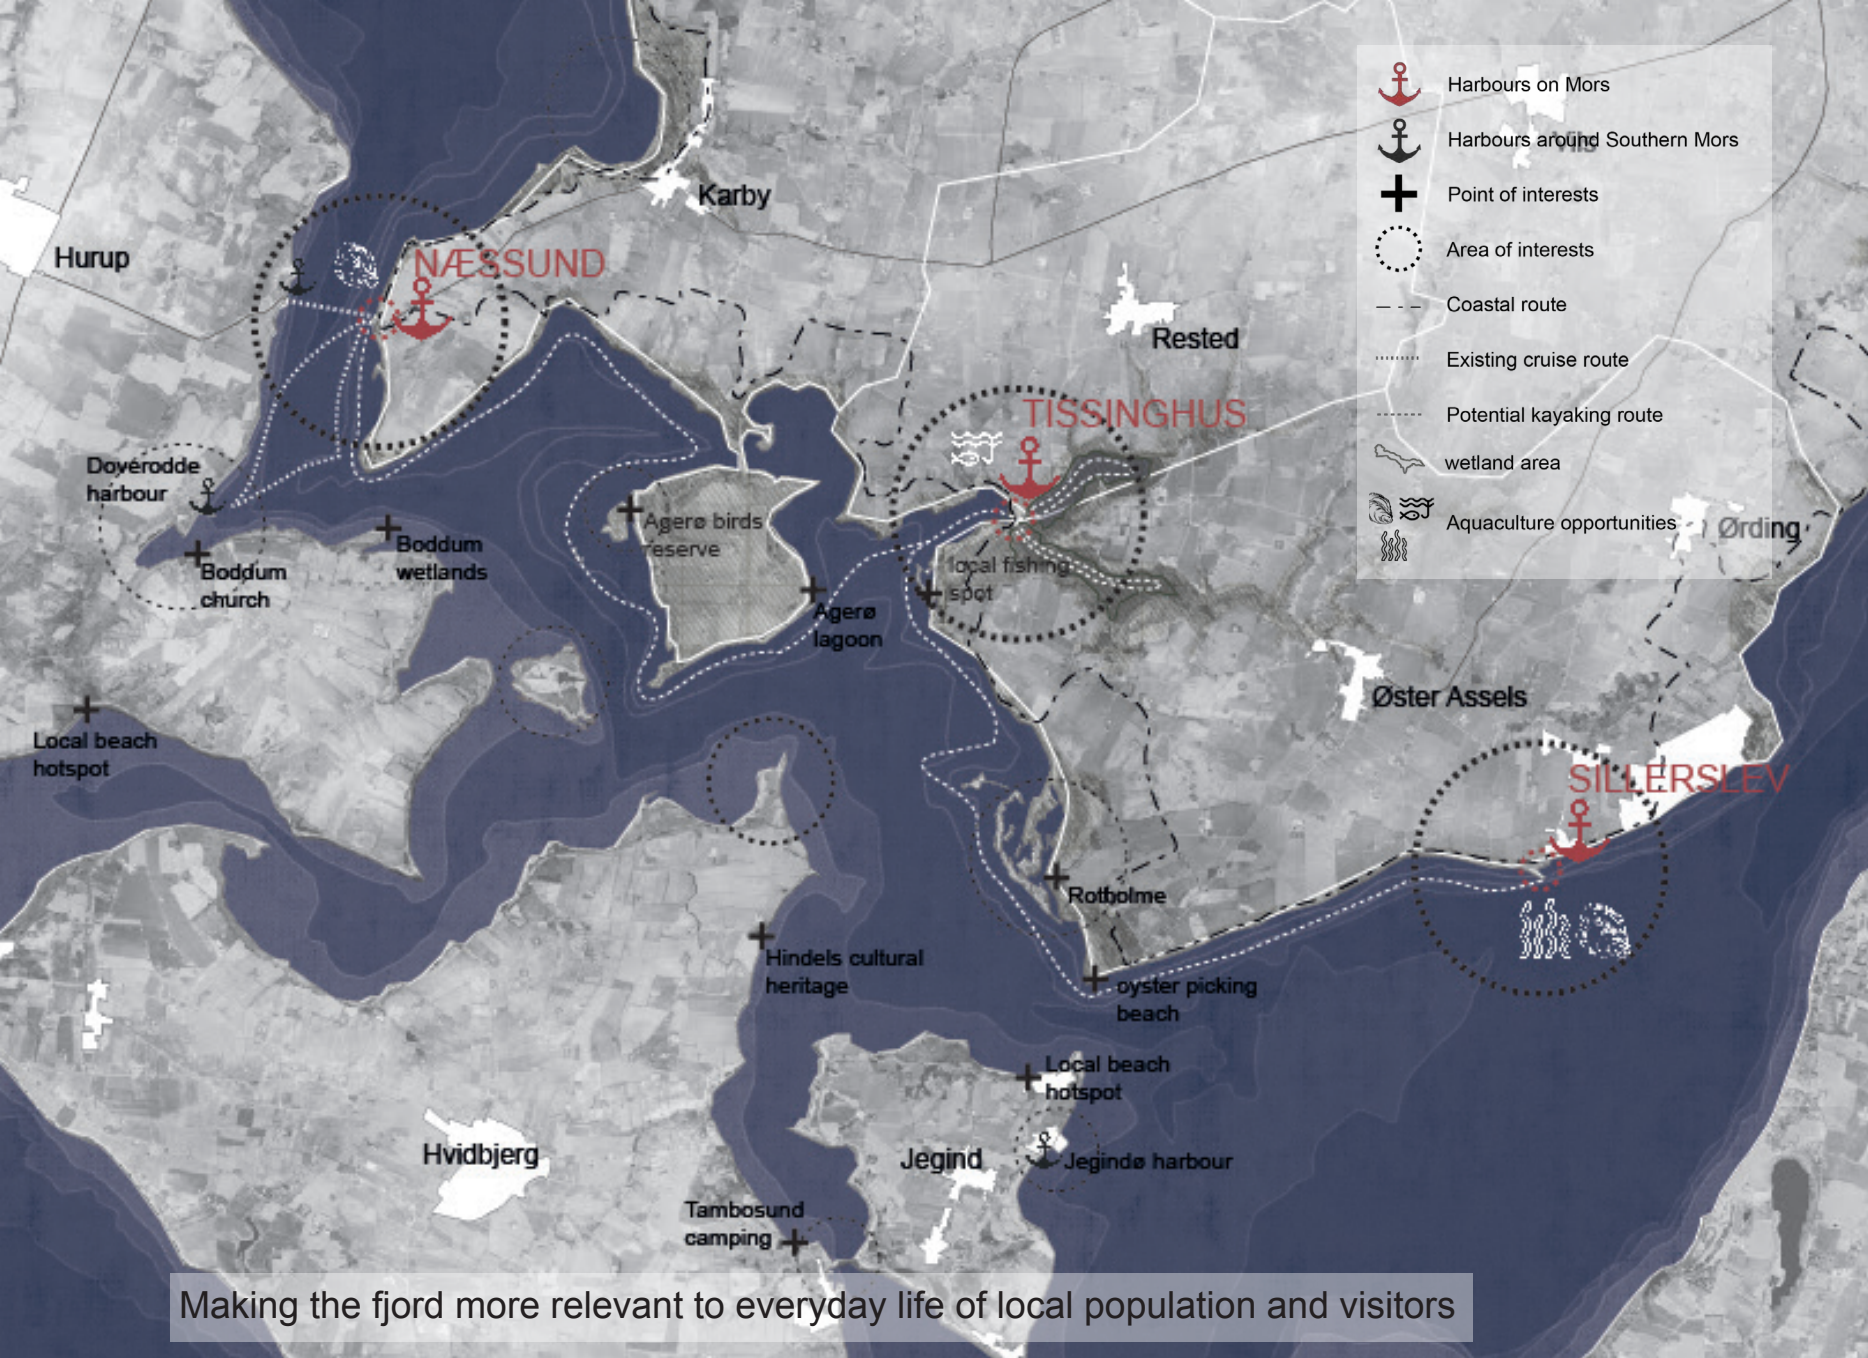 Harbours on Mors
Harbours around Southern Mors
Vils
Point of interests
Area of interests
Coastal route
Existing cruise route
Potential kayaking route
wetland area
Aquaculture opportunities
Karby
Hurup
NÆSSUND
Rested
TISSINGHUS
Doverodde
harbour
Agerø birds
reserve
Ørding
Boddum
wetlands
Boddum
church
local fishing
spot
Agerø
lagoon
Øster Assels
Local beach
hotspot
SILLERSLEV
Rotholme
Hindels cultural
heritage
oyster picking
beach
Local beach
hotspot
Hvidbjerg
Jegind
Jegindø harbour
Tambosund
camping
Making the fjord more relevant to everyday life of local population and visitors